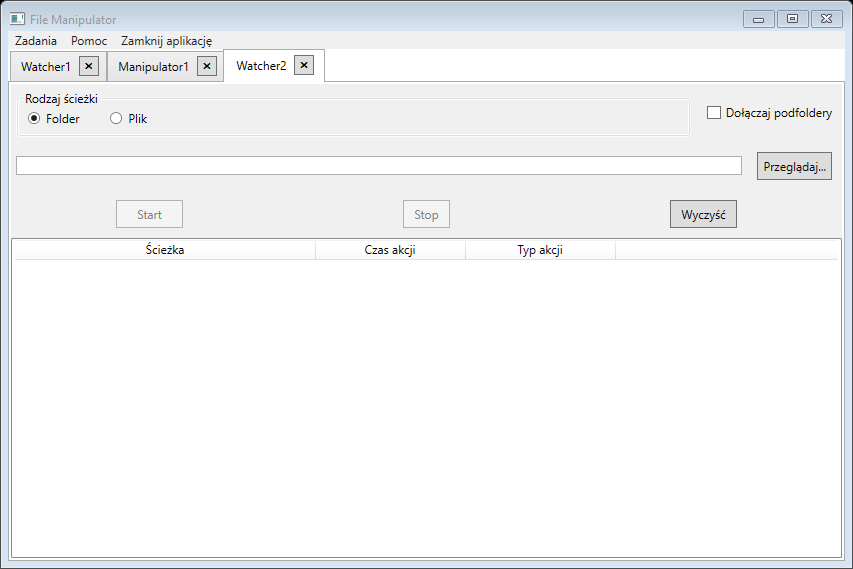 File Manipulator
Zadania Pomoc Zamknij aplikację
Watcher1 Manipulator1 Watcher2
Rodzaj ścieżki
Folder Plik Dołączaj podfoldery
Przeglądaj...
Start Stop Wyczyść
Ścieżka Czas akcji Typ akcji